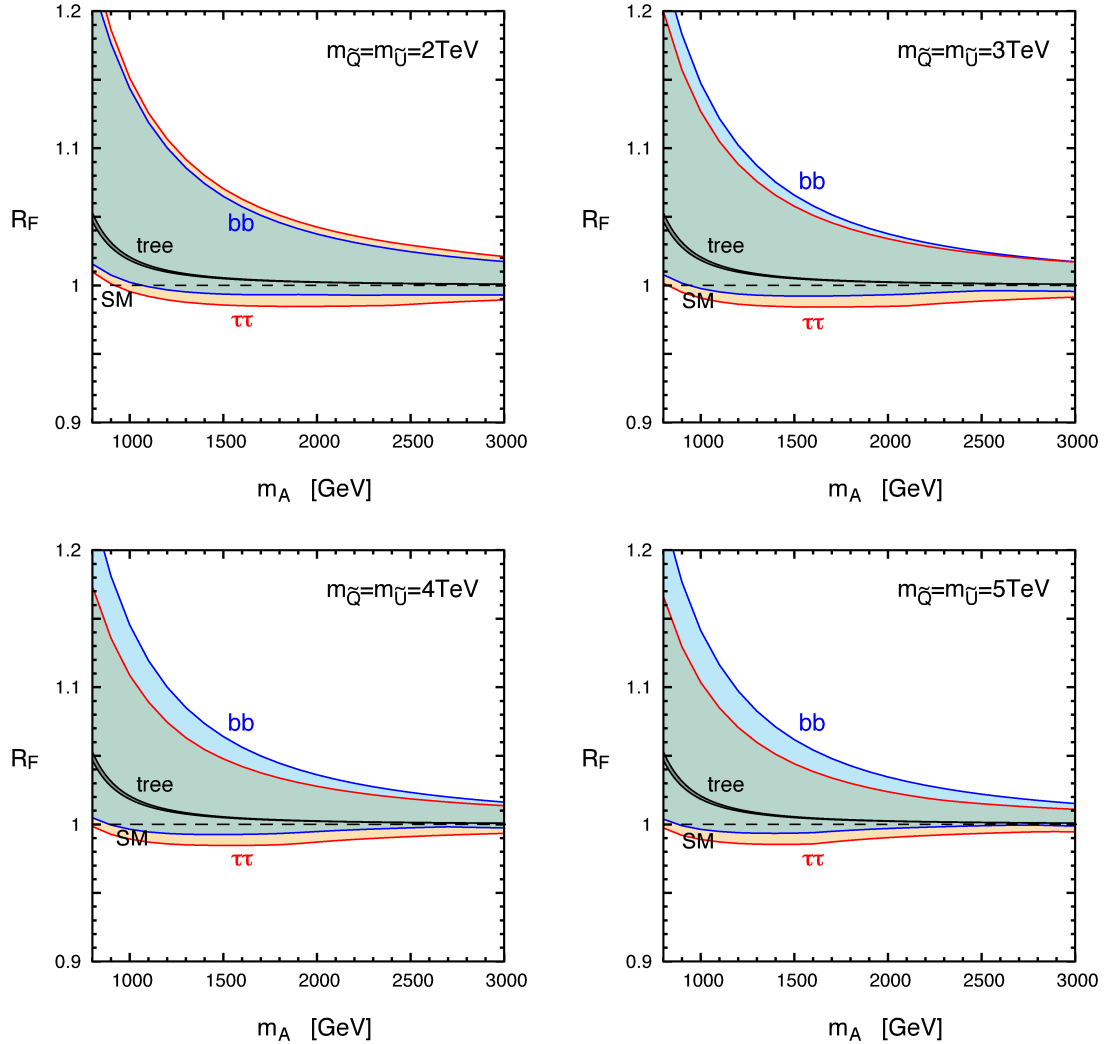 1.2
m_Q̃=m_Ũ=2TeV
1.1
R_F
bb
tree
1
SM
ττ
0.9
1000 1500 2000 2500 3000
m_A [GeV]
1.2
m_Q̃=m_Ũ=3TeV
1.1
bb
R_F
tree
1
SM
ττ
0.9
1000 1500 2000 2500 3000
m_A [GeV]
1.2
m_Q̃=m_Ũ=4TeV
1.1
bb
R_F
tree
1
SM
ττ
0.9
1000 1500 2000 2500 3000
m_A [GeV]
1.2
m_Q̃=m_Ũ=5TeV
1.1
bb
R_F
tree
1
SM
ττ
0.9
1000 1500 2000 2500 3000
m_A [GeV]